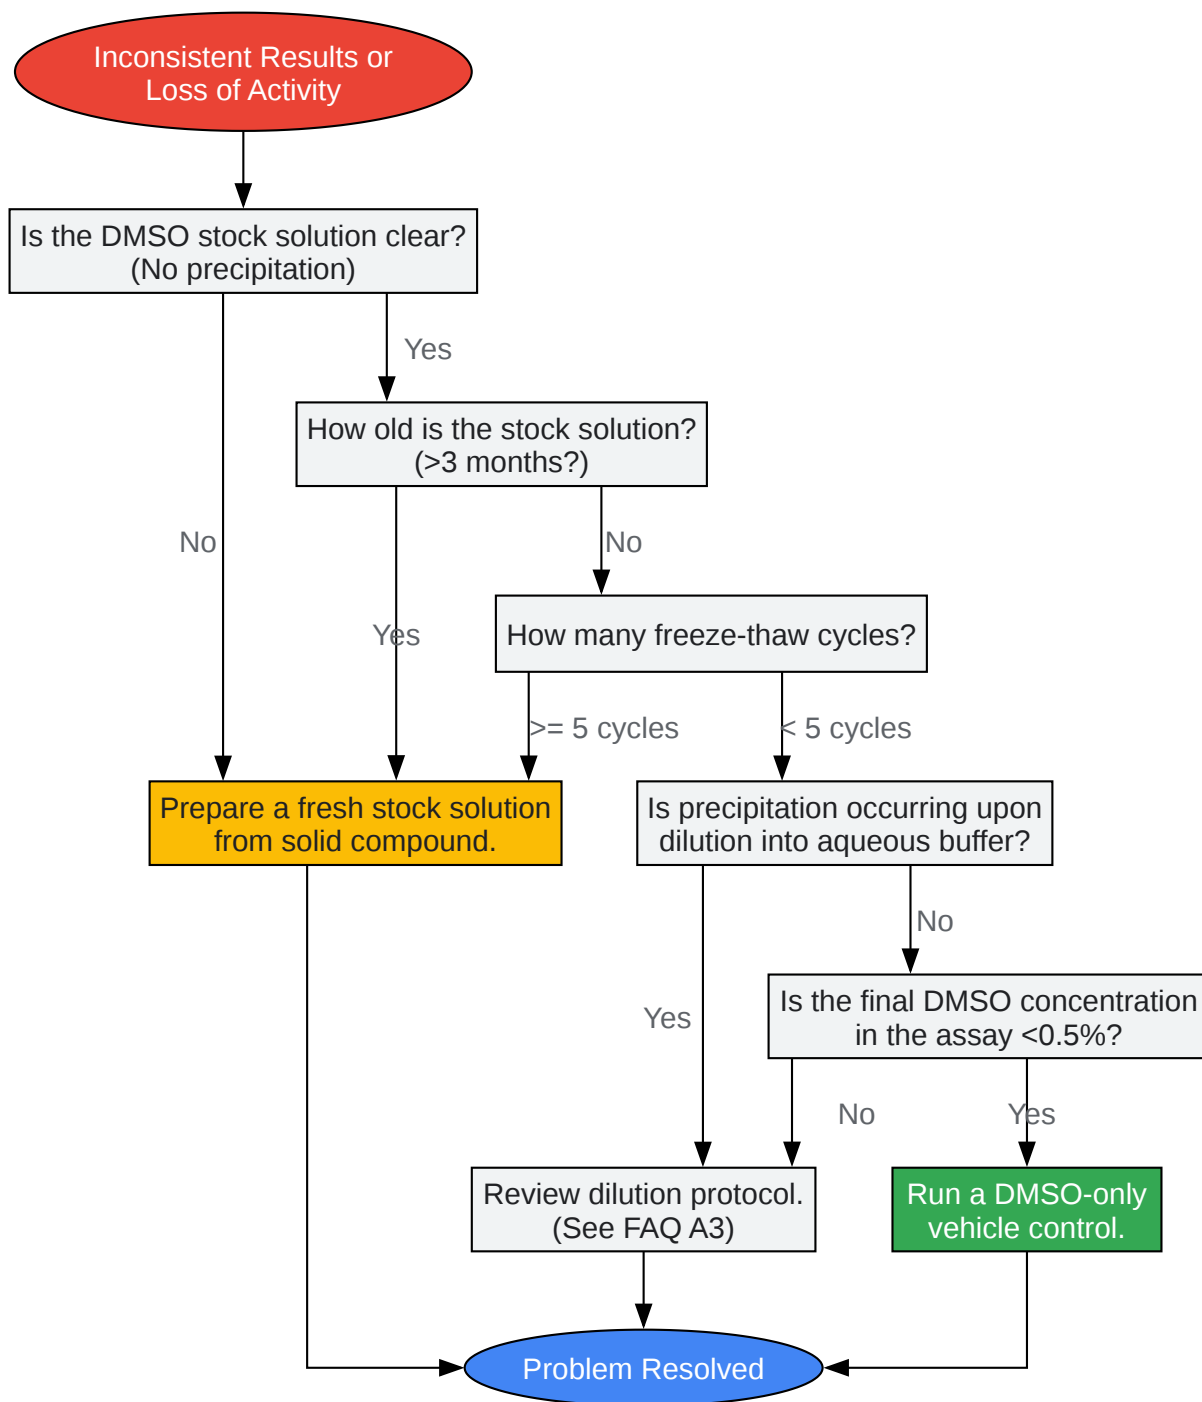 Inconsistent Results or
Loss of Activity
Is the DMSO stock solution clear?
(No precipitation)
Yes
How old is the stock solution?
(>3 months?)
No
No
Yes
How many freeze-thaw cycles?
>= 5 cycles
< 5 cycles
Prepare a fresh stock solution
from solid compound.
Is precipitation occurring upon
dilution into aqueous buffer?
No
Yes
Is the final DMSO concentration
in the assay <0.5%?
No
Yes
Review dilution protocol.
(See FAQ A3)
Run a DMSO-only
vehicle control.
Problem Resolved